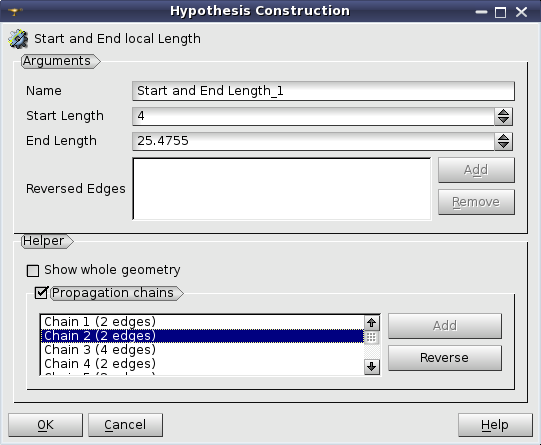 Hypothesis Construction
Start and End local Length
Arguments
Name Start and End Length_1
Start Length 4
End Length 25.4755
Reversed Edges
Add
Remove
Helper
Show whole geometry
Propagation chains
Chain 1 (2 edges)
Chain 2 (2 edges)
Chain 3 (4 edges)
Chain 4 (2 edges)
Add
Reverse
OK
Cancel
Help